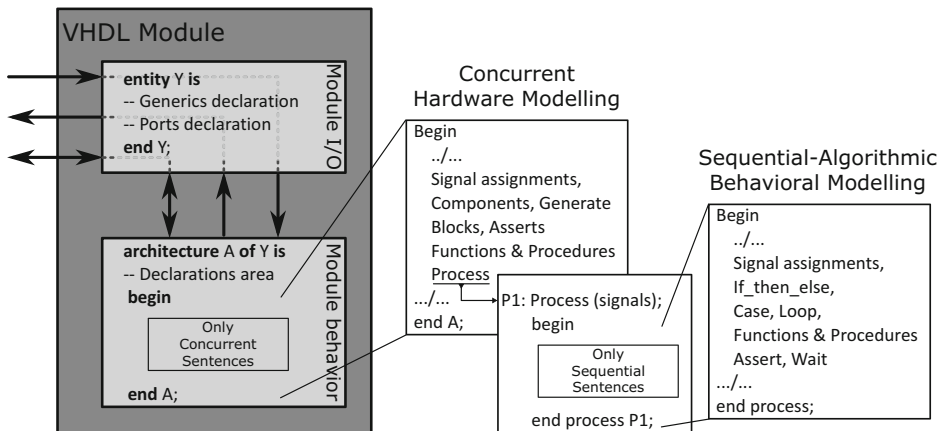 VHDL Module
entity Y is
-- Generics declaration
-- Ports declaration
end Y;
Module I/O
architecture A of Y is
-- Declarations area
begin
Only
Concurrent
Sentences
end A;
Module behavior
Concurrent
Hardware Modelling
Begin
../...
Signal assignments,
Components, Generate
Blocks, Asserts
Functions & Procedures
Process
.../...
end A;
P1: Process (signals);
begin
Only
Sequential
Sentences
end process P1;
Sequential-Algorithmic
Behavioral Modelling
Begin
../...
Signal assignments,
If_then_else,
Case, Loop,
Functions & Procedures
Assert, Wait
.../...
end process;